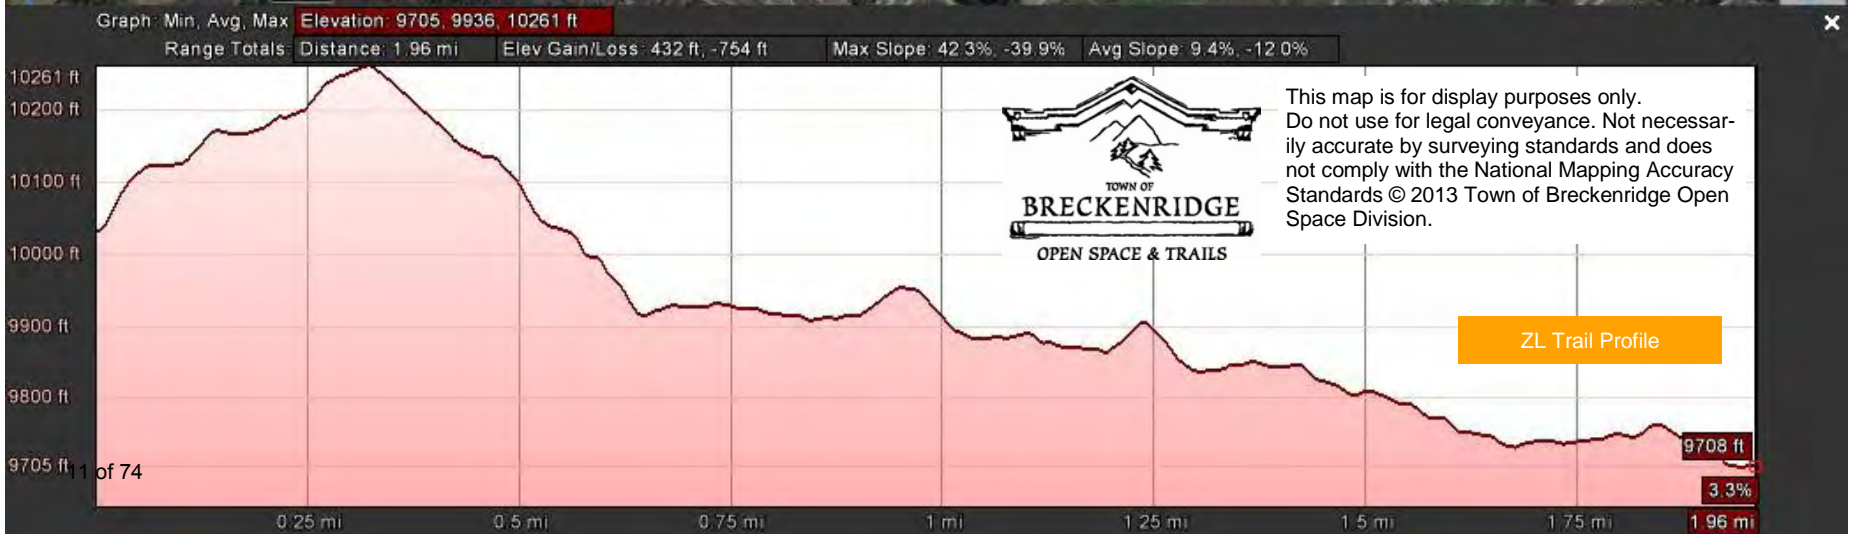 Graph: Min, Avg, Max Elevation: 9705, 9936, 10261 ft
Range Totals: Distance: 1.96 mi Elev Gain/Loss: 432 ft, -754 ft Max Slope: 42.3%, -39.9% Avg Slope: 9.4%, -12.0%
10261 ft
10200 ft
10100 ft
10000 ft
9900 ft
9800 ft
9705 ft
11 of 74
TOWN OF
BRECKENRIDGE
OPEN SPACE & TRAILS
This map is for display purposes only.
Do not use for legal conveyance. Not necessar-
ily accurate by surveying standards and does
not comply with the National Mapping Accuracy
Standards © 2013 Town of Breckenridge Open
Space Division.
ZL Trail Profile
9708 ft
3.3%
0.25 mi 0.5 mi 0.75 mi 1 mi 1.25 mi 1.5 mi 1.75 mi 1.96 mi